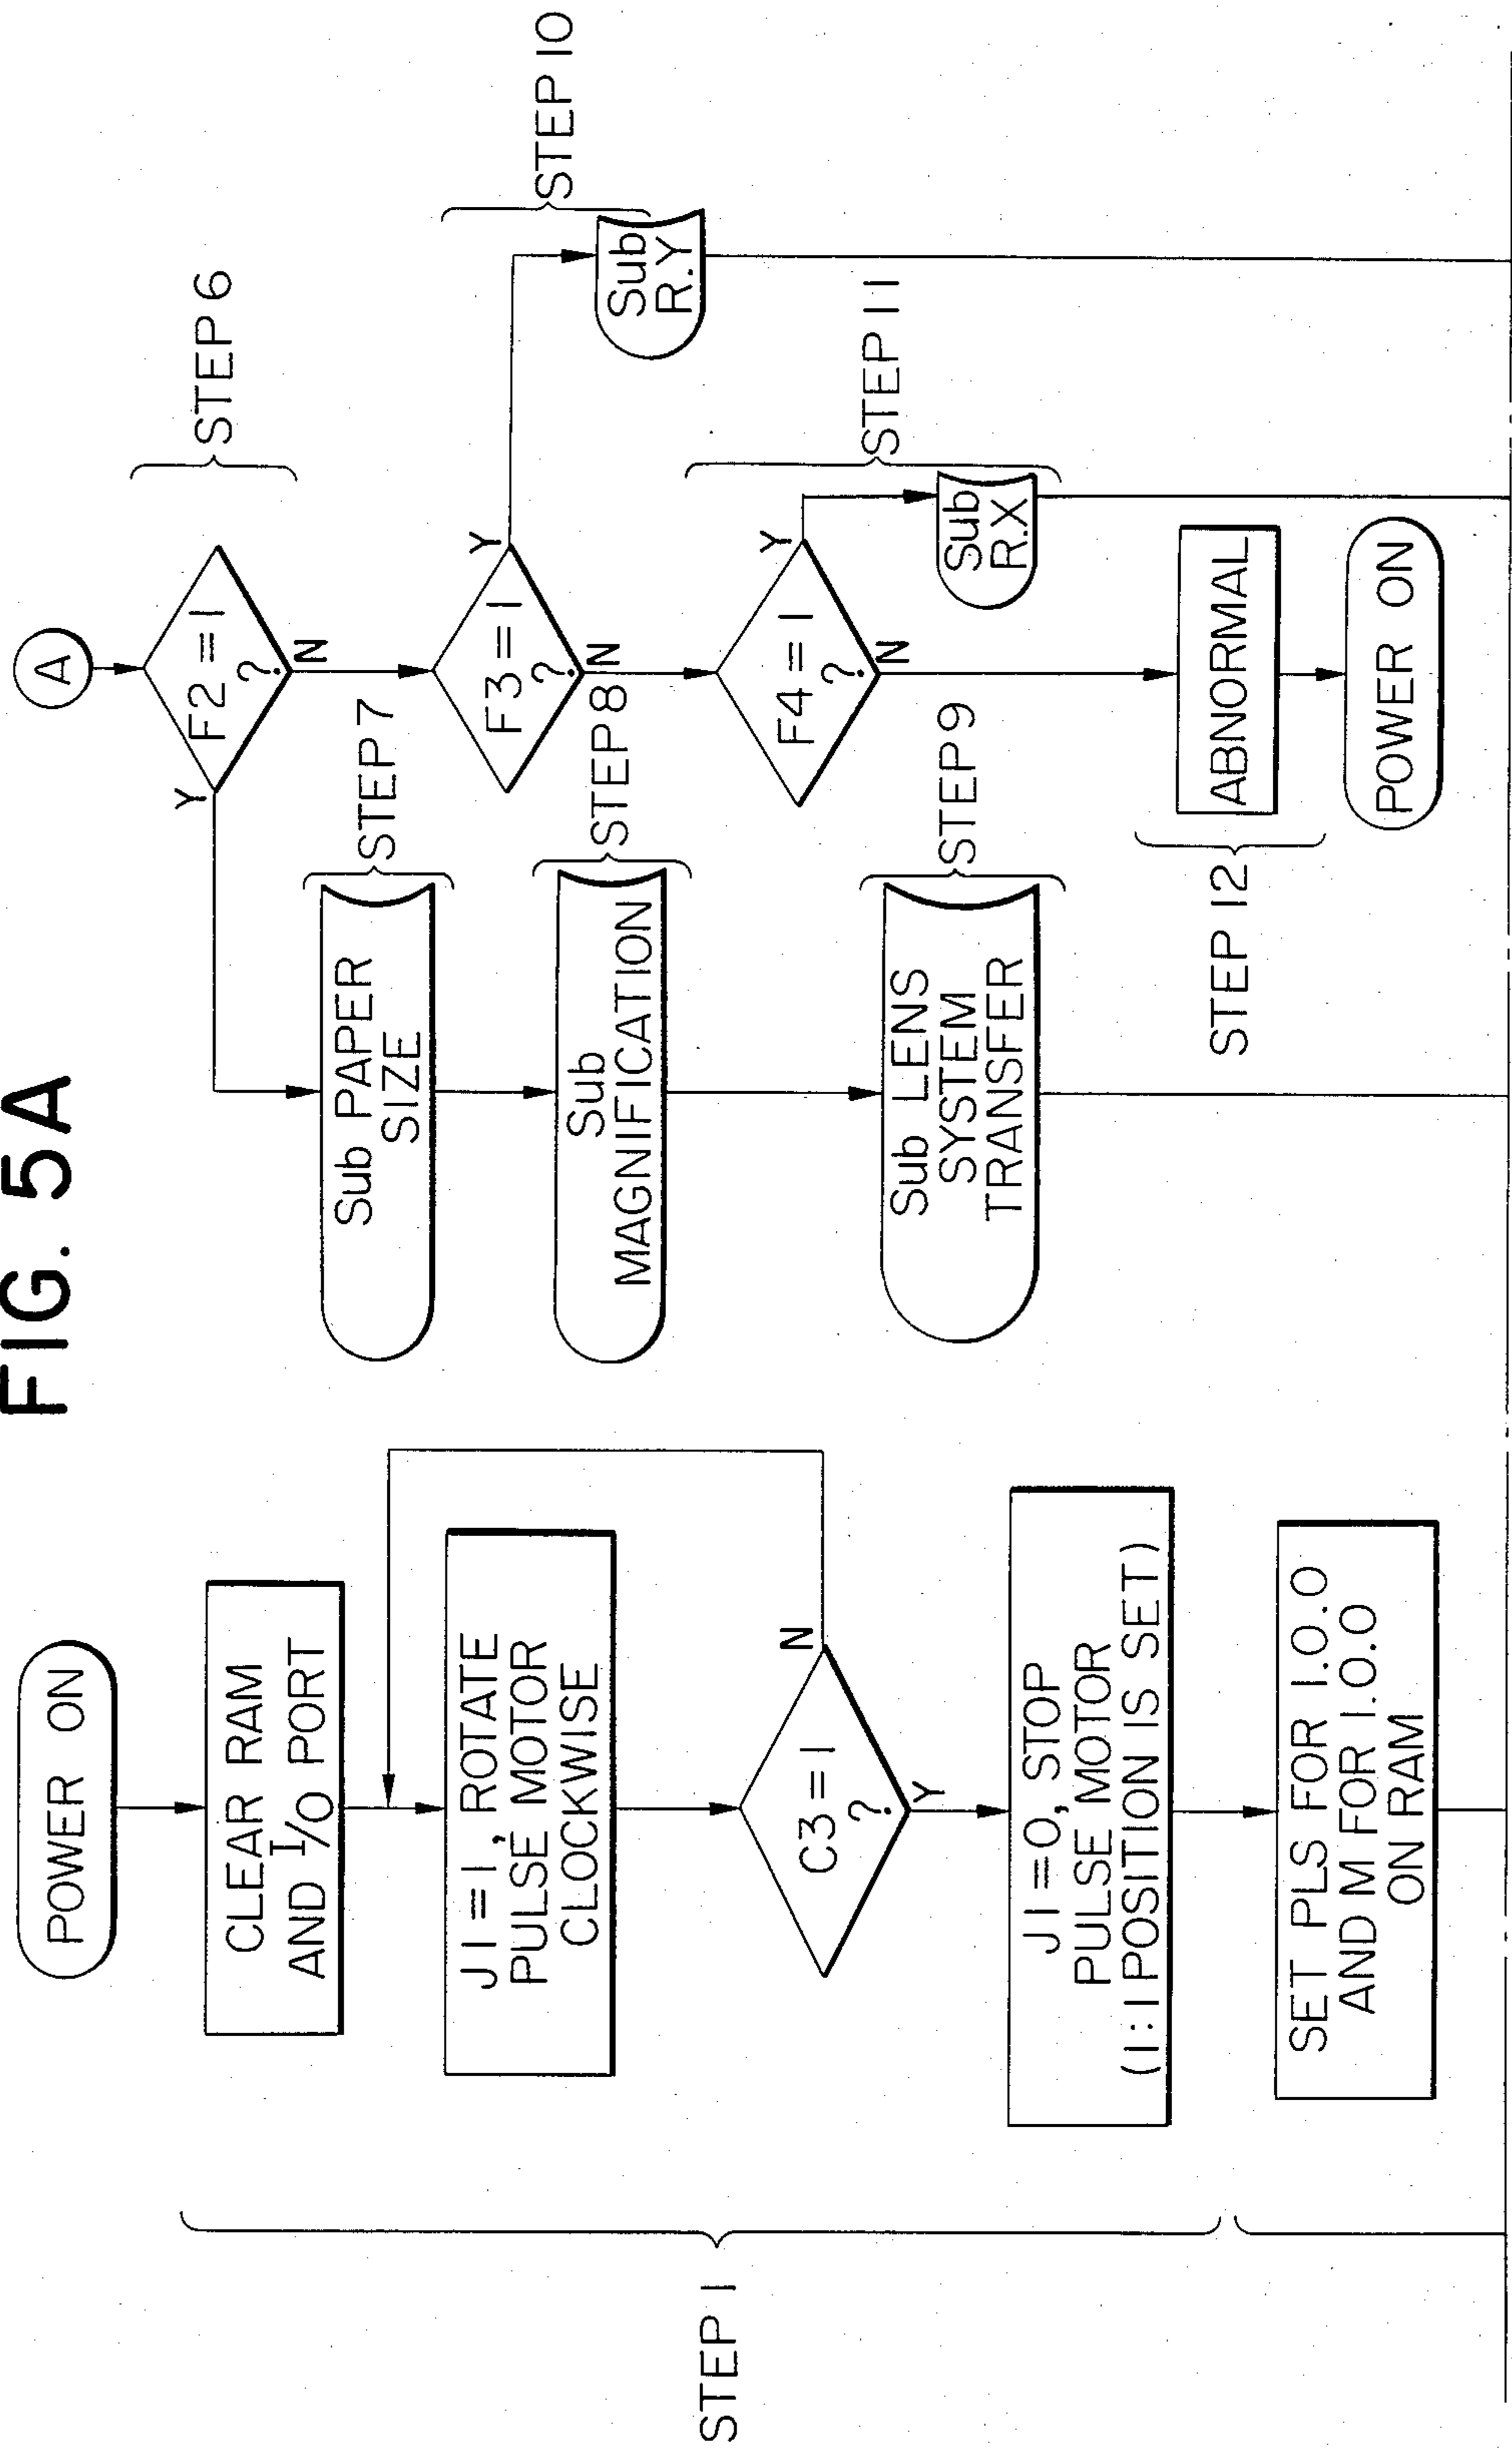 FIG. 5A
POWER ON
CLEAR RAM
AND I/O PORT
J1=1, ROTATE
PULSE MOTOR
CLOCKWISE
C3=1
?
N
Y
J1=0, STOP
PULSE MOTOR
(1:1 POSITION IS SET)
SET PLS FOR 1.0.0
AND M FOR 1.0.0
ON RAM
STEP 1
A
F2=1
?
Y
N
STEP 6
Sub PAPER
SIZE
STEP 7
Sub
MAGNIFICATION
STEP 8
Sub LENS
SYSTEM
TRANSFER
STEP 9
F3=1
?
Y
N
Sub
R.Y
STEP 10
F4=1
?
Y
N
Sub
R.X
STEP 11
ABNORMAL
STEP 12
POWER ON